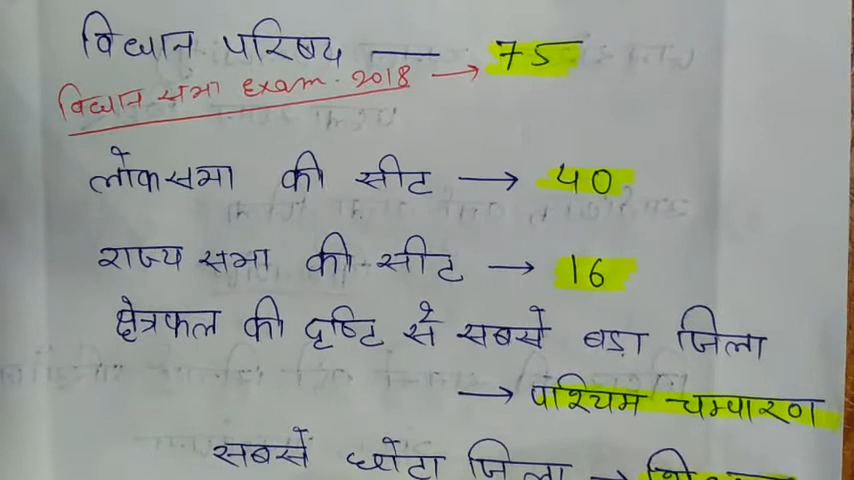 विधान परिषद — 75
विधान सभा Exam. 2018 →
लोकसभा की सीट → 40
राज्य सभा की सीट → 16
क्षेत्रफल की दृष्टि से सबसे बड़ा जिला
→ पश्चिम चम्पारण
सबसे छोटा जिला →